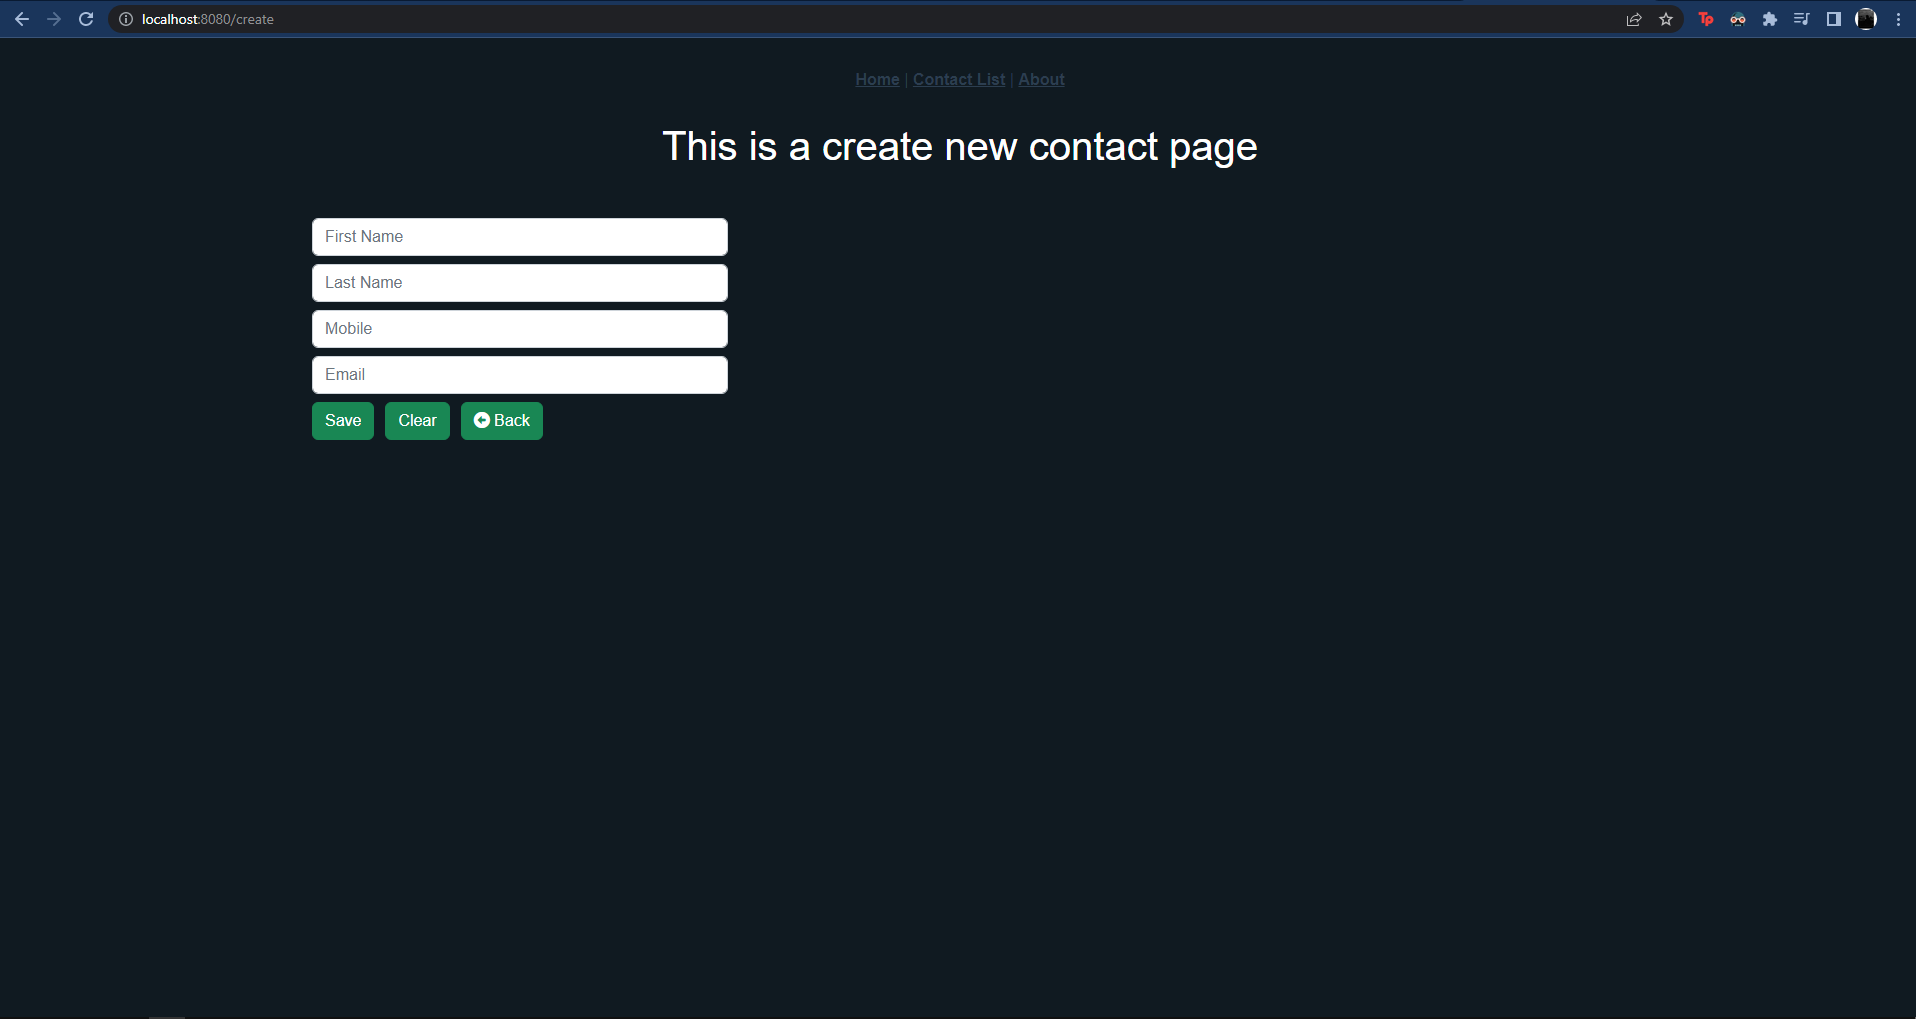 localhost:8080/create
Tp
Home | Contact List | About
This is a create new contact page
First Name
Last Name
Mobile
Email
Save Clear Back